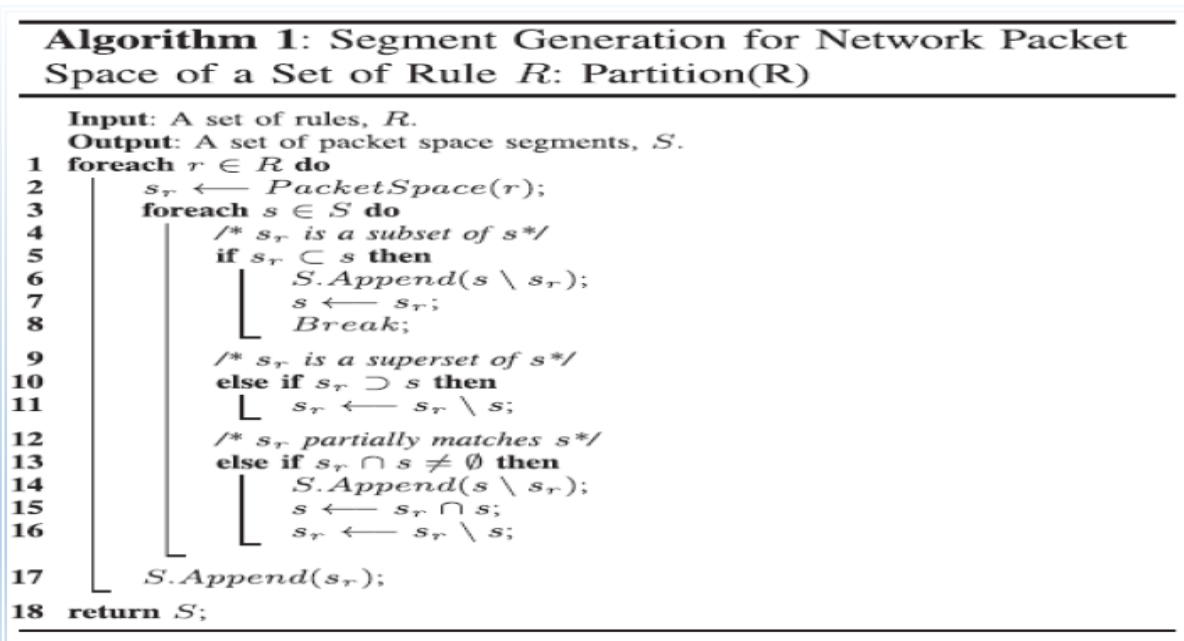 Algorithm 1: Segment Generation for Network Packet
Space of a Set of Rule R: Partition(R)
Input: A set of rules, R.
Output: A set of packet space segments, S.
1 foreach r ∈ R do
2 s_r ⟵ PacketSpace(r);
3 foreach s ∈ S do
4 /* s_r is a subset of s*/
5 if s_r ⊂ s then
6 S.Append(s \ s_r);
7 s ⟵ s_r;
8 Break;
9 /* s_r is a superset of s*/
10 else if s_r ⊃ s then
11 s_r ⟵ s_r \ s;
12 /* s_r partially matches s*/
13 else if s_r ∩ s ≠ ∅ then
14 S.Append(s \ s_r);
15 s ⟵ s_r ∩ s;
16 s_r ⟵ s_r \ s;
17 S.Append(s_r);
18 return S;